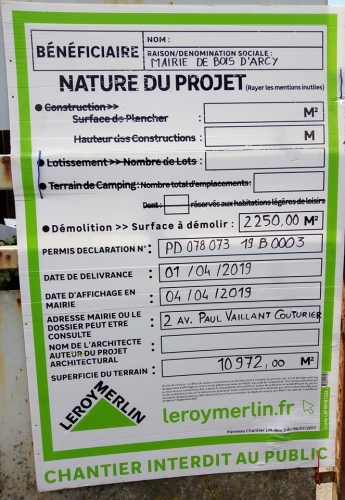 BÉNÉFICIAIRE
NOM :
RAISON/DENOMINATION SOCIALE :
MAIRIE DE BOIS D'ARCY
NATURE DU PROJET (Rayer les mentions inutiles)
Construction >>
Surface de Plancher : M²
Hauteur des Constructions : M
Lotissement >> Nombre de Lots :
Terrain de Camping : Nombre total d'emplacements :
Dont : réservés aux habitations légères de loisirs
Démolition >> Surface à démolir : 2250,00 M²
PERMIS DECLARATION N° : PD 078 073 19 B 0003
DATE DE DELIVRANCE : 01 / 04 / 2019
DATE D'AFFICHAGE EN
MAIRIE : 04 / 04 / 2019
ADRESSE MAIRIE OU LE
DOSSIER PEUT ETRE
CONSULTE : 2 AV. PAUL VAILLANT COUTURIER
NOM DE L'ARCHITECTE
AUTEUR DU PROJET
ARCHITECTURAL :
SUPERFICIE DU TERRAIN : 10 972,00 M²
LEROY MERLIN
leroymerlin.fr
CHANTIER INTERDIT AU PUBLIC